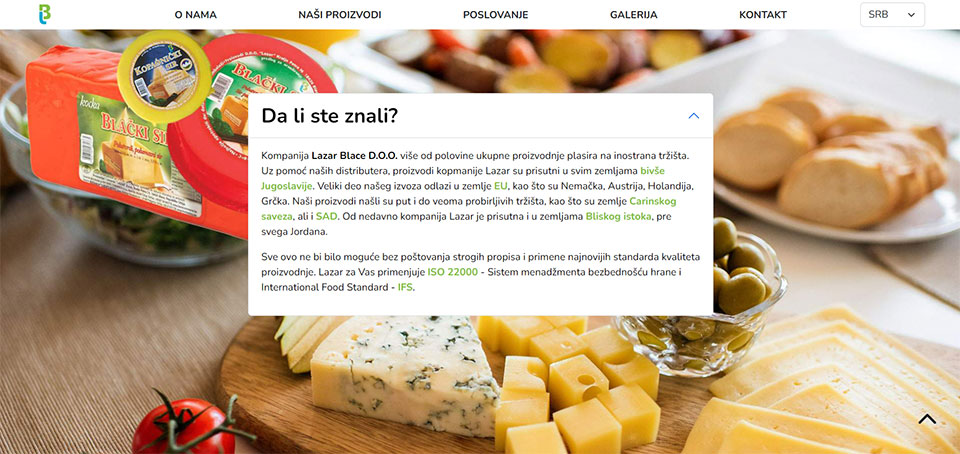 O NAMA
NAŠI PROIZVODI
POSLOVANJE
GALERIJA
KONTAKT
SRB
KOPAONIČKI
SIR
BLAČKI
kocka
BLAČKI SIR
Da li ste znali?
Kompanija Lazar Blace D.O.O. više od polovine ukupne proizvodnje plasira na inostrana tržišta.
Uz pomoć naših distributera, proizvodi kopmanije Lazar su prisutni u svim zemljama bivše
Jugoslavije. Veliki deo našeg izvoza odlazi u zemlje EU, kao što su Nemačka, Austrija, Holandija,
Grčka. Naši proizvodi našli su put i do veoma probirljivih tržišta, kao što su zemlje Carinskog
saveza, ali i SAD. Od nedavno kompanija Lazar je prisutna i u zemljama Bliskog istoka, pre
svega Jordana.
Sve ovo ne bi bilo moguće bez poštovanja strogih propisa i primene najnovijih standarda kvaliteta
proizvodnje. Lazar za Vas primenjuje ISO 22000 - Sistem menadžmenta bezbednošću hrane i
International Food Standard - IFS.